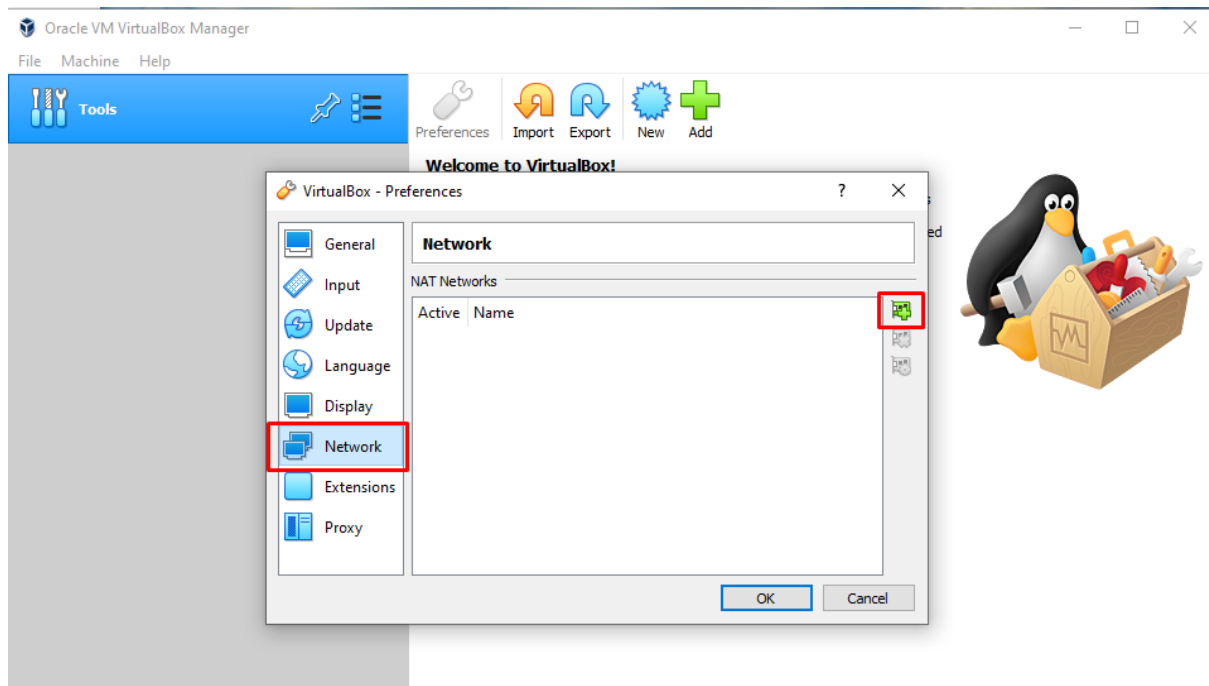 Oracle VM VirtualBox Manager
File Machine Help
Tools
Preferences Import Export New Add
Welcome to VirtualBox!
VirtualBox - Preferences ?
ed
General
Input
Update
Language
Display
Network
Extensions
Proxy
Network
NAT Networks
Active Name
OK Cancel